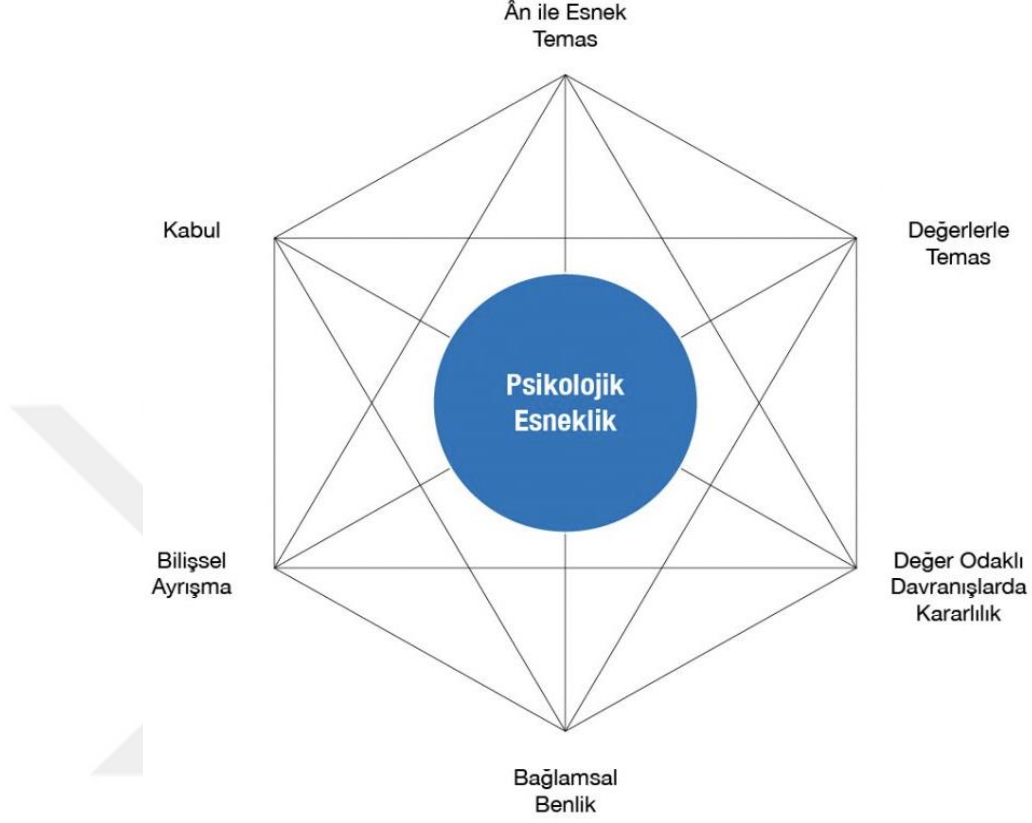 Ân ile Esnek
Temas
Kabul
Değerlerle
Temas
Psikolojik
Esneklik
Bilişsel
Ayrışma
Değer Odaklı
Davranışlarda
Kararlılık
Bağlamsal
Benlik